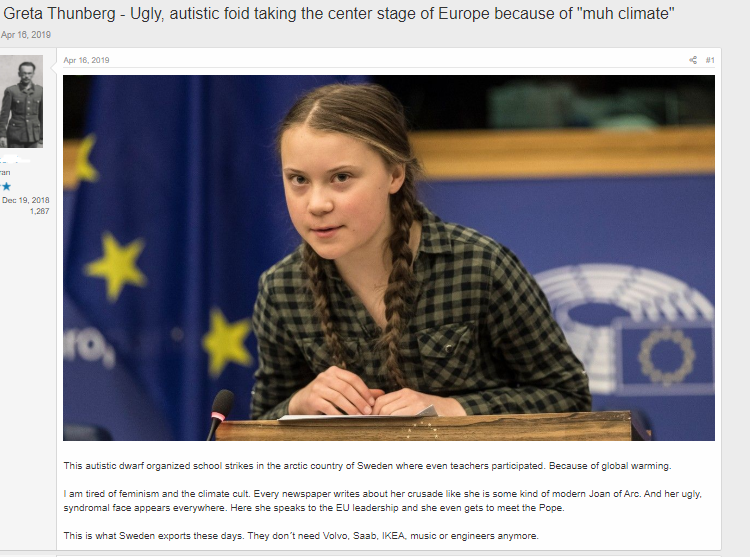 Greta Thunberg - Ugly, autistic foid taking the center stage of Europe because of "muh climate"
Apr 16, 2019
Apr 16, 2019
#1
ran
Dec 19, 2018
1,287
ro,
This autistic dwarf organized school strikes in the arctic country of Sweden where even teachers participated. Because of global warming.
I am tired of feminism and the climate cult. Every newspaper writes about her crusade like she is some kind of modern Joan of Arc. And her ugly,
syndromal face appears everywhere. Here she speaks to the EU leadership and she even gets to meet the Pope.
This is what Sweden exports these days. They don´t need Volvo, Saab, IKEA, music or engineers anymore.